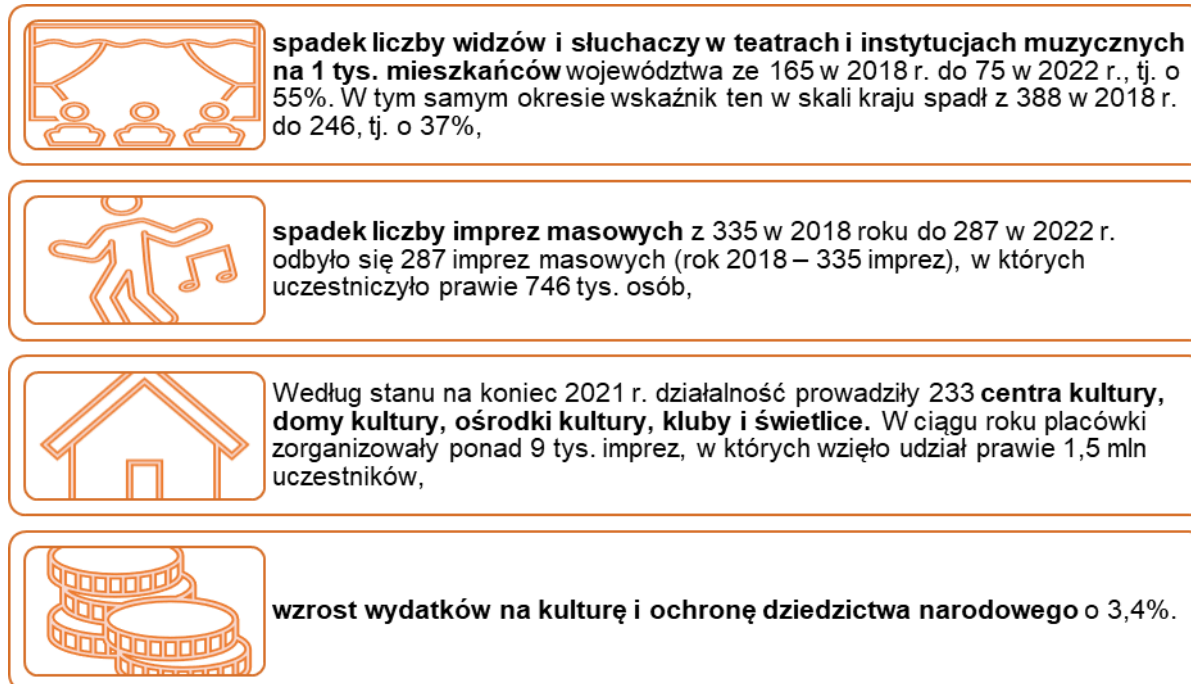 spadek liczby widzów i słuchaczy w teatrach i instytucjach muzycznych
na 1 tys. mieszkańców województwa ze 165 w 2018 r. do 75 w 2022 r., tj. o
55%. W tym samym okresie wskaźnik ten w skali kraju spadł z 388 w 2018 r.
do 246, tj. o 37%,
spadek liczby imprez masowych z 335 w 2018 roku do 287 w 2022 r.
odbyło się 287 imprez masowych (rok 2018 – 335 imprez), w których
uczestniczyło prawie 746 tys. osób,
Według stanu na koniec 2021 r. działalność prowadziły 233 centra kultury,
domy kultury, ośrodki kultury, kluby i świetlice. W ciągu roku placówki
zorganizowały ponad 9 tys. imprez, w których wzięło udział prawie 1,5 mln
uczestników,
wzrost wydatków na kulturę i ochronę dziedzictwa narodowego o 3,4%.